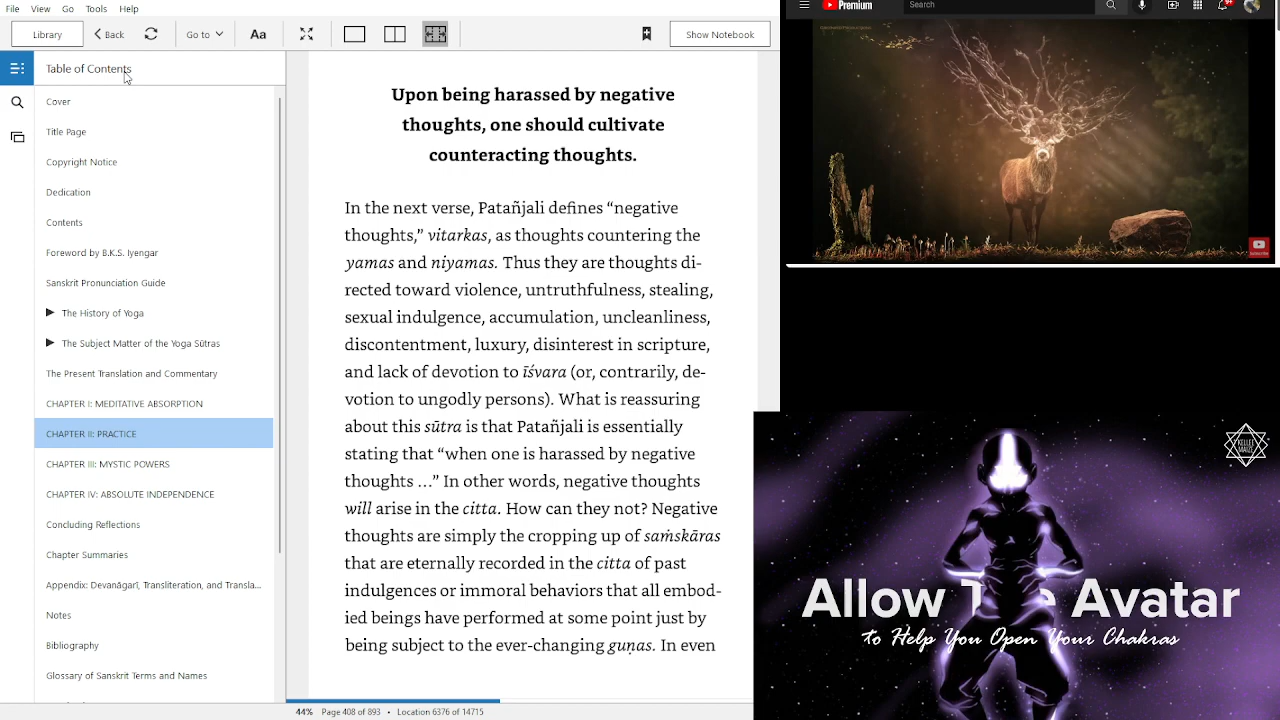 File View Go Tools Help
Library
Back
Go to
Aa
Show Notebook
Table of Contents
Cover
Title Page
Copyright Notice
Dedication
Contents
Foreword by B.K.S. Iyengar
Sanskrit Pronunciation Guide
The History of Yoga
The Subject Matter of the Yoga Sūtras
The Present Translation and Commentary
CHAPTER I: MEDITATIVE ABSORPTION
CHAPTER II: PRACTICE
CHAPTER III: MYSTIC POWERS
CHAPTER IV: ABSOLUTE INDEPENDENCE
Concluding Reflections
Chapter Summaries
Appendix: Devanāgarī, Transliteration, and Transla...
Notes
Bibliography
Glossary of Sanskrit Terms and Names
Upon being harassed by negative
thoughts, one should cultivate
counteracting thoughts.
In the next verse, Patañjali defines “negative
thoughts,” vitarkas, as thoughts countering the
yamas and niyamas. Thus they are thoughts di-
rected toward violence, untruthfulness, stealing,
sexual indulgence, accumulation, uncleanliness,
discontentment, luxury, disinterest in scripture,
and lack of devotion to īśvara (or, contrarily, de-
votion to ungodly persons). What is reassuring
about this sūtra is that Patañjali is essentially
stating that “when one is harassed by negative
thoughts …” In other words, negative thoughts
will arise in the citta. How can they not? Negative
thoughts are simply the cropping up of saṁskāras
that are eternally recorded in the citta of past
indulgences or immoral behaviors that all embod-
ied beings have performed at some point just by
being subject to the ever-changing guṇas. In even
44% Page 408 of 893 • Location 6376 of 14715
Premium
Search
9+
Subscribe
Allow The Avatar
to Help You Open Your Chakras